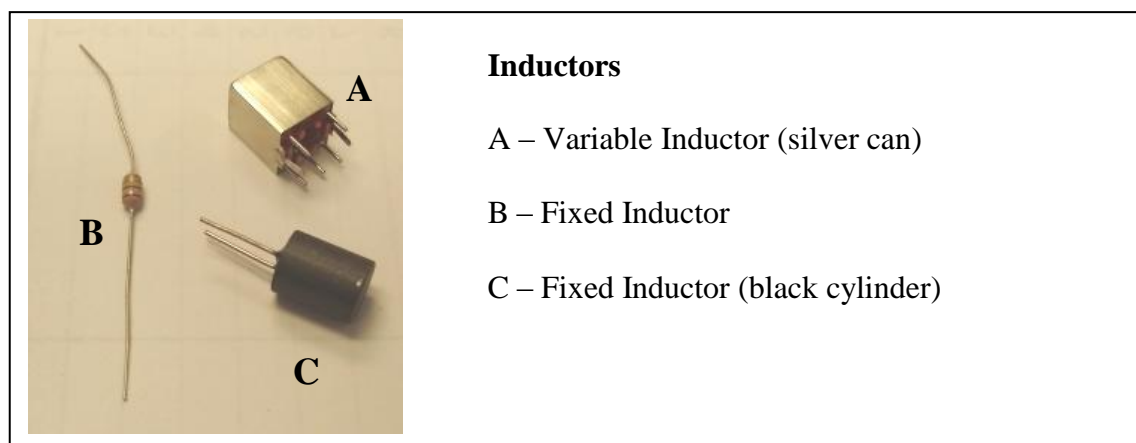 Inductors
A
A – Variable Inductor (silver can)
B – Fixed Inductor
B
C – Fixed Inductor (black cylinder)
C